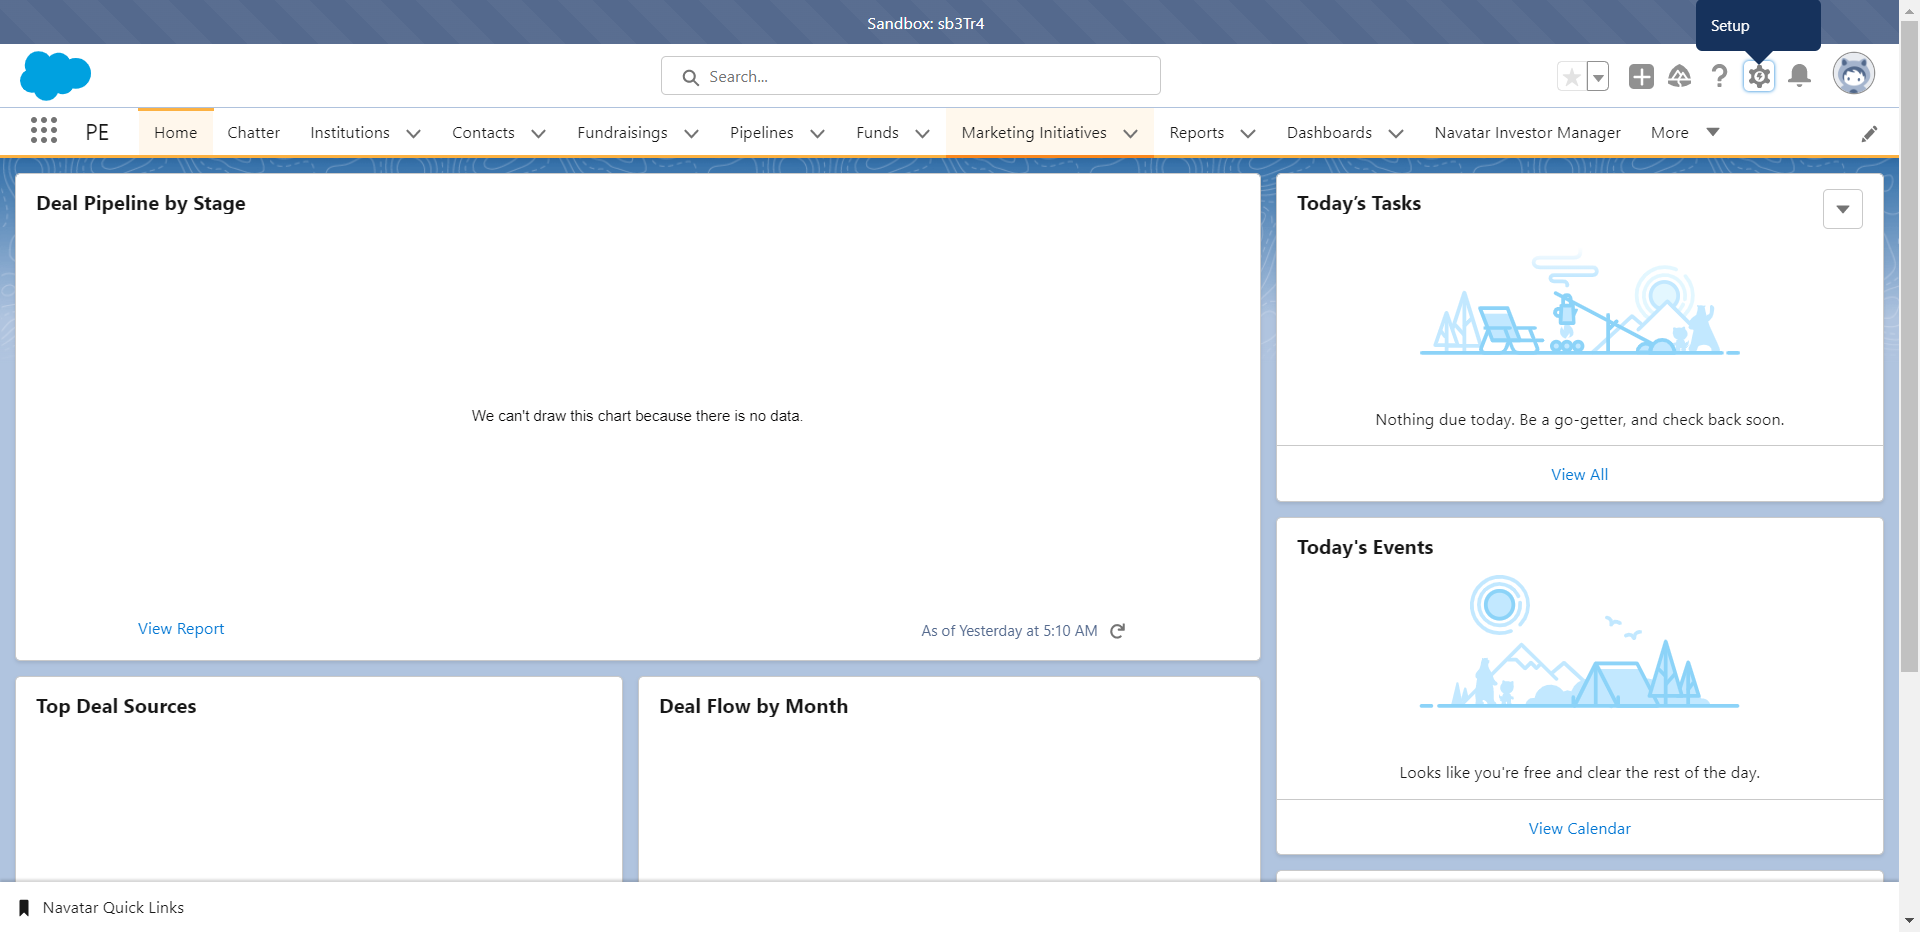 Sandbox: sb3Tr4
Setup
Search...
PE
Home
Chatter
Institutions
Contacts
Fundraisings
Pipelines
Funds
Marketing Initiatives
Reports
Dashboards
Navatar Investor Manager
More
Deal Pipeline by Stage
We can't draw this chart because there is no data.
View Report
As of Yesterday at 5:10 AM
Today’s Tasks
Nothing due today. Be a go-getter, and check back soon.
View All
Today's Events
Looks like you're free and clear the rest of the day.
View Calendar
Top Deal Sources
Deal Flow by Month
Navatar Quick Links